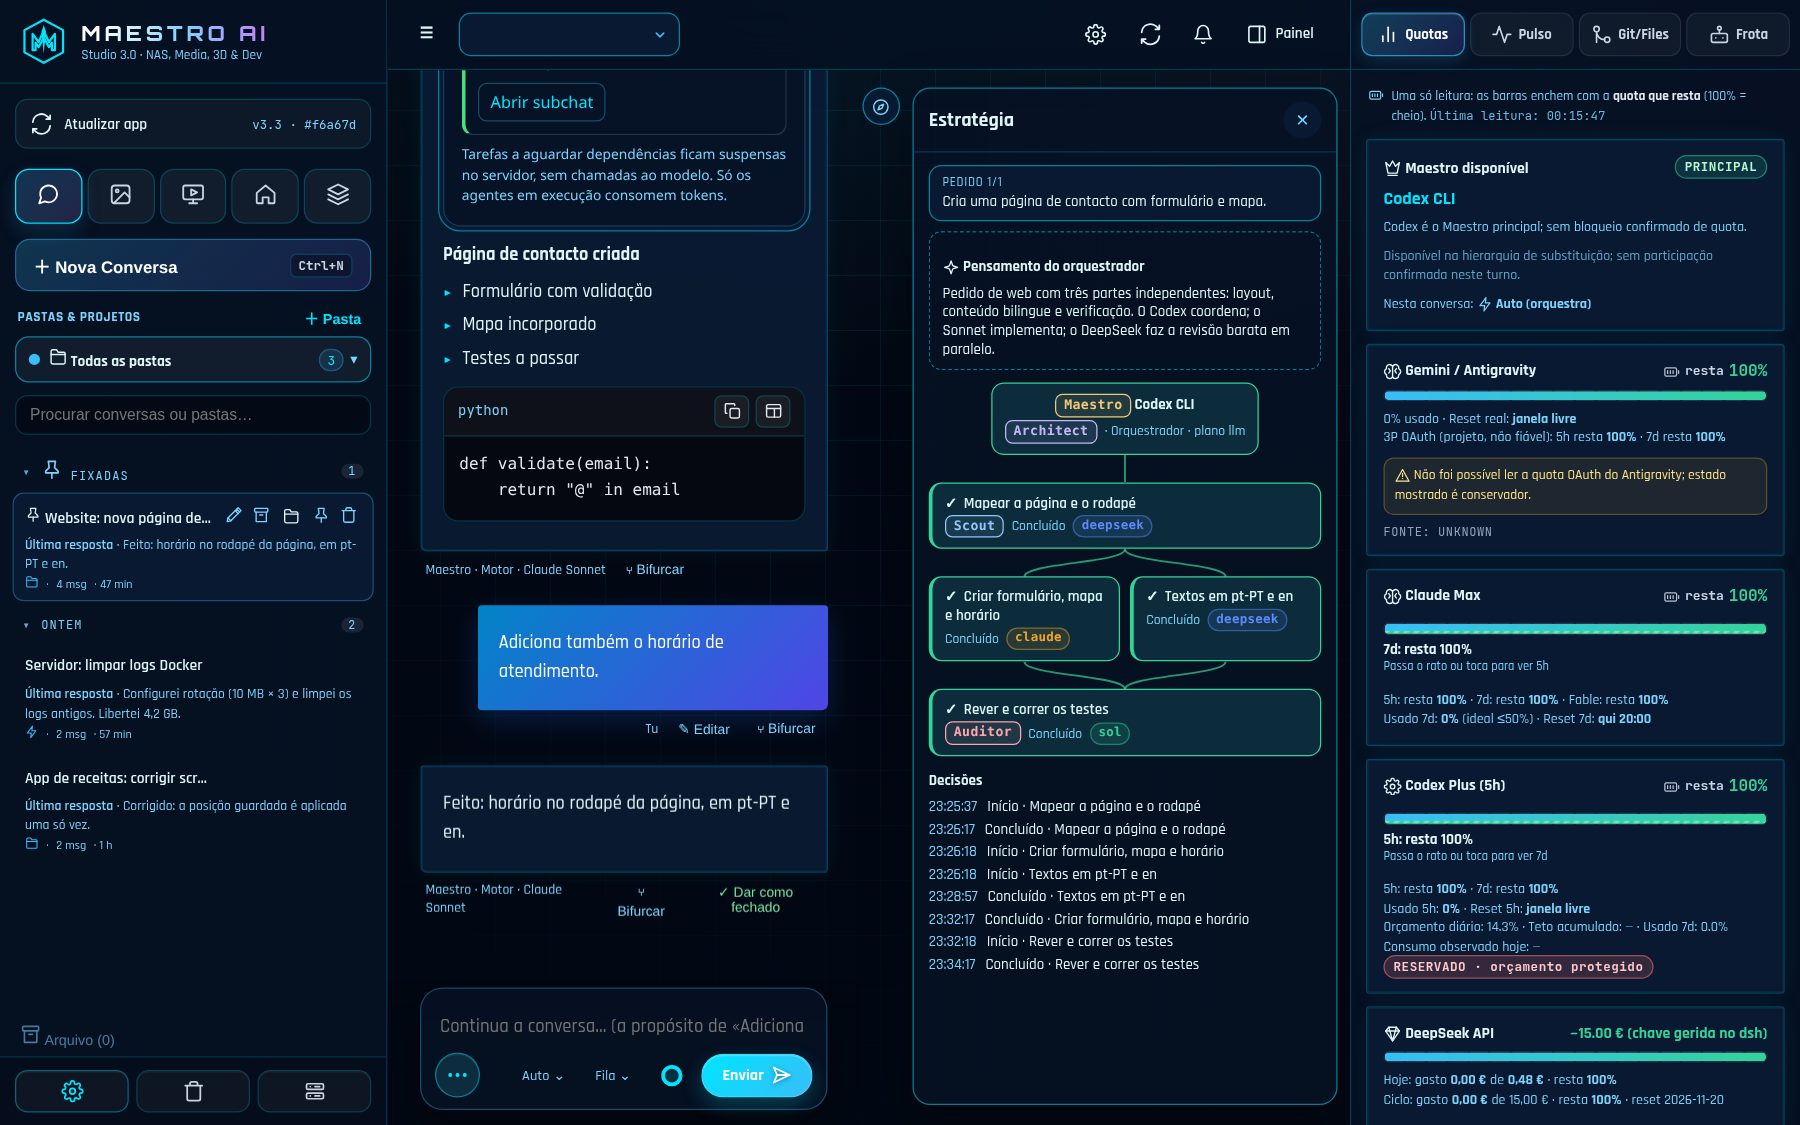 MAESTRO AI
Studio 3.0 · NAS, Media, 3D & Dev
Atualizar app
v3.3 · #f6a67d
+ Nova Conversa
Ctrl+N
PASTAS & PROJETOS
+ Pasta
Todas as pastas
3
Procurar conversas ou pastas…
FIXADAS
1
Website: nova página de…
Última resposta · Feito: horário no rodapé da página, em pt-
PT e en.
· 4 msg · 47 min
ONTEM
2
Servidor: limpar logs Docker
Última resposta · Configurei rotação (10 MB × 3) e limpei os
logs antigos. Libertei 4,2 GB.
· 2 msg · 57 min
App de receitas: corrigir scr…
Última resposta · Corrigido: a posição guardada é aplicada
uma só vez.
· 2 msg · 1 h
Arquivo (0)
Painel
Abrir subchat
Tarefas a aguardar dependências ficam suspensas
no servidor, sem chamadas ao modelo. Só os
agentes em execução consomem tokens.
Página de contacto criada
▸ Formulário com validação
▸ Mapa incorporado
▸ Testes a passar
python
def validate(email):
    return "@" in email
Maestro · Motor · Claude Sonnet
⑂ Bifurcar
Adiciona também o horário de
atendimento.
Tu
✎ Editar
⑂ Bifurcar
Feito: horário no rodapé da página, em pt-PT e
en.
Maestro · Motor · Claude
Sonnet
⑂
Bifurcar
✓ Dar como
fechado
Continua a conversa... (a propósito de «Adiciona
Auto
Fila
Enviar
Estratégia
PEDIDO 1/1
Cria uma página de contacto com formulário e mapa.
Pensamento do orquestrador
Pedido de web com três partes independentes: layout,
conteúdo bilingue e verificação. O Codex coordena; o
Sonnet implementa; o DeepSeek faz a revisão barata em
paralelo.
Maestro Codex CLI
Architect · Orquestrador · plano llm
✓ Mapear a página e o rodapé
Scout Concluído deepseek
✓ Criar formulário, mapa
e horário
Concluído claude
✓ Textos em pt-PT e en
Concluído deepseek
✓ Rever e correr os testes
Auditor Concluído sol
Decisões
23:25:37 Início · Mapear a página e o rodapé
23:26:17 Concluído · Mapear a página e o rodapé
23:26:18 Início · Criar formulário, mapa e horário
23:26:18 Início · Textos em pt-PT e en
23:28:57 Concluído · Textos em pt-PT e en
23:32:17 Concluído · Criar formulário, mapa e horário
23:32:18 Início · Rever e correr os testes
23:34:17 Concluído · Rever e correr os testes
Quotas
Pulso
Git/Files
Frota
Uma só leitura: as barras enchem com a quota que resta (100% =
cheio). Última leitura: 00:15:47
Maestro disponível
PRINCIPAL
Codex CLI
Codex é o Maestro principal; sem bloqueio confirmado de quota.
Disponível na hierarquia de substituição; sem participação
confirmada neste turno.
Nesta conversa: Auto (orquestra)
Gemini / Antigravity
resta 100%
0% usado · Reset real: janela livre
3P OAuth (projeto, não fiável): 5h resta 100% · 7d resta 100%
Não foi possível ler a quota OAuth do Antigravity; estado
mostrado é conservador.
FONTE: UNKNOWN
Claude Max
resta 100%
7d: resta 100%
Passa o rato ou toca para ver 5h
5h: resta 100% · 7d: resta 100% · Fable: resta 100%
Usado 7d: 0% (ideal ≤50%) · Reset 7d: qui 20:00
Codex Plus (5h)
resta 100%
5h: resta 100%
Passa o rato ou toca para ver 7d
5h: resta 100% · 7d: resta 100%
Usado 5h: 0% · Reset 5h: janela livre
Orçamento diário: 14.3% · Teto acumulado: — · Usado 7d: 0.0%
Consumo observado hoje: —
RESERVADO · orçamento protegido
DeepSeek API
~15.00 € (chave gerida no dsh)
Hoje: gasto 0,00 € de 0,48 € · resta 100%
Ciclo: gasto 0,00 € de 15,00 € · resta 100% · reset 2026-11-20